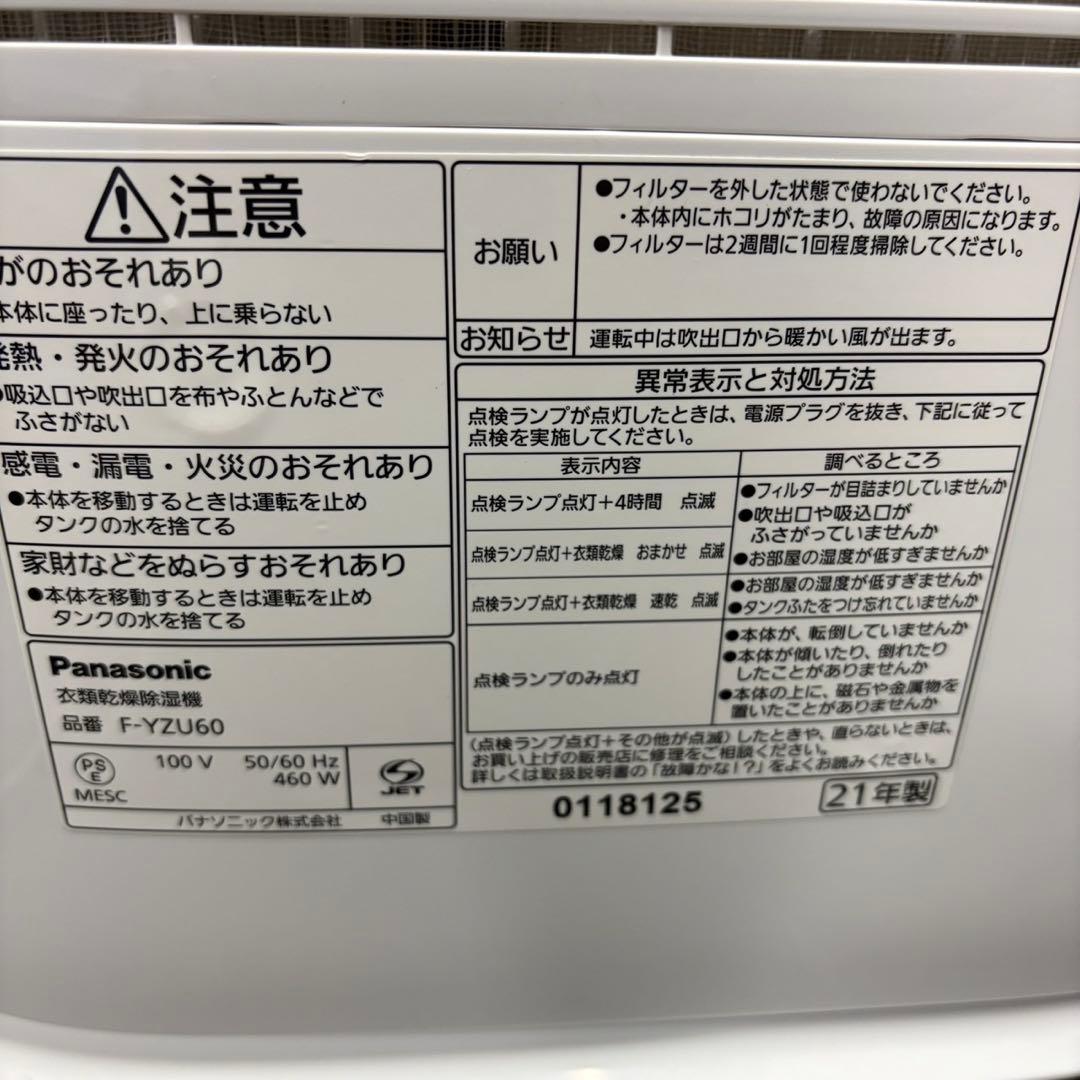 注意
がのおそれあり
本体に座ったり、上に乗らない
発熱・発火のおそれあり
●吸込口や吹出口を布やふとんなどで
ふさがない
感電・漏電・火災のおそれあり
●本体を移動するときは運転を止め
タンクの水を捨てる
家財などをぬらすおそれあり
●本体を移動するときは運転を止め
タンクの水を捨てる
Panasonic
衣類乾燥除湿機
品番 F-YZU60
PS
E
MESC
100 V 50/60 Hz
460 W
JET
パナソニック株式会社 中国製
お願い
●フィルターを外した状態で使わないでください。
・本体内にホコリがたまり、故障の原因になります。
●フィルターは2週間に1回程度掃除してください。
お知らせ 運転中は吹出口から暖かい風が出ます。
異常表示と対処方法
点検ランプが点灯したときは、電源プラグを抜き、下記に従って
点検を実施してください。
表示内容 調べるところ
点検ランプ点灯+4時間 点滅
点検ランプ点灯+衣類乾燥 おまかせ 点滅
●フィルターが目詰まりしていませんか
●吹出口や吸込口が
ふさがっていませんか
●お部屋の湿度が低すぎませんか
点検ランプ点灯+衣類乾燥 速乾 点滅
●お部屋の湿度が低すぎませんか
●タンクふたをつけ忘れていませんか
点検ランプのみ点灯
●本体が、転倒していませんか
●本体が傾いたり、倒れたり
したことがありませんか
●本体の上に、磁石や金属物を
置いたことがありませんか
(点検ランプ点灯+その他が点滅)したときや、直らないときは、
お買い上げの販売店に修理をご相談ください。
詳しくは取扱説明書の「故障かな!?」をよくお読みください。
0118125
21年製